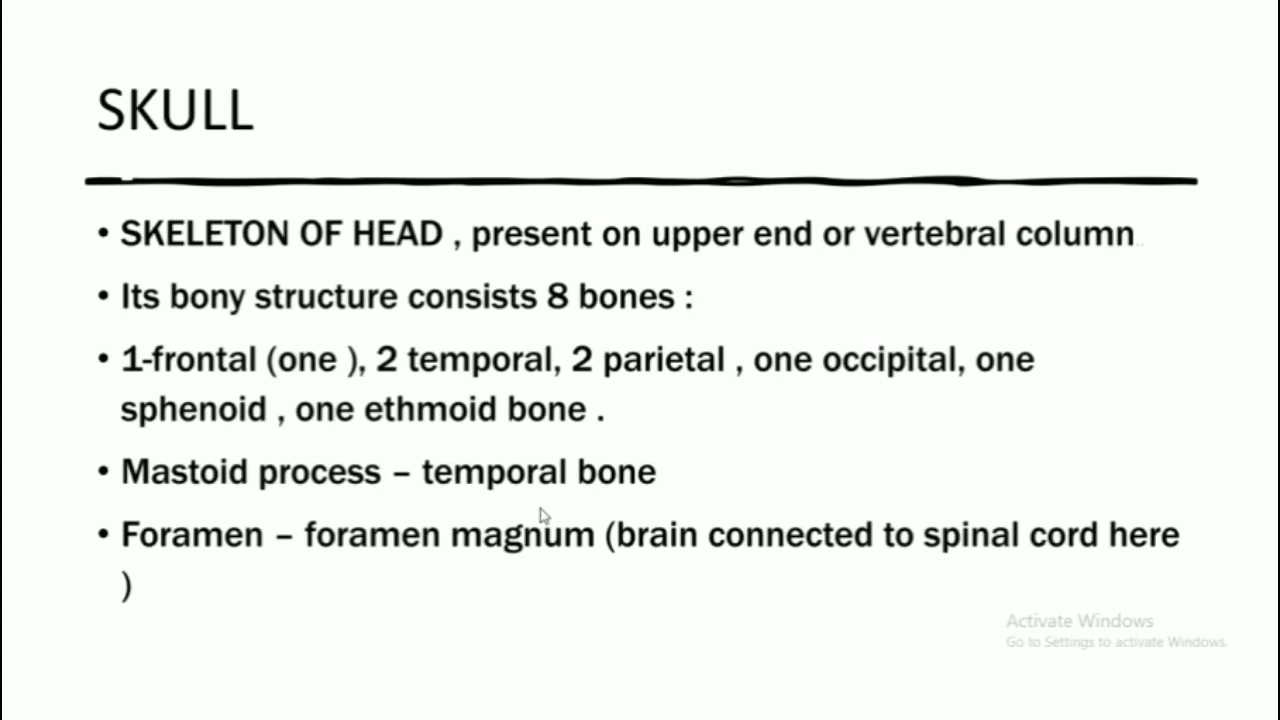 SKULL
• SKELETON OF HEAD , present on upper end or vertebral column
• Its bony structure consists 8 bones :
• 1-frontal (one ), 2 temporal, 2 parietal , one occipital, one
sphenoid , one ethmoid bone .
• Mastoid process – temporal bone
• Foramen – foramen magnum (brain connected to spinal cord here
)
Activate Windows
Go to Settings to activate Windows.